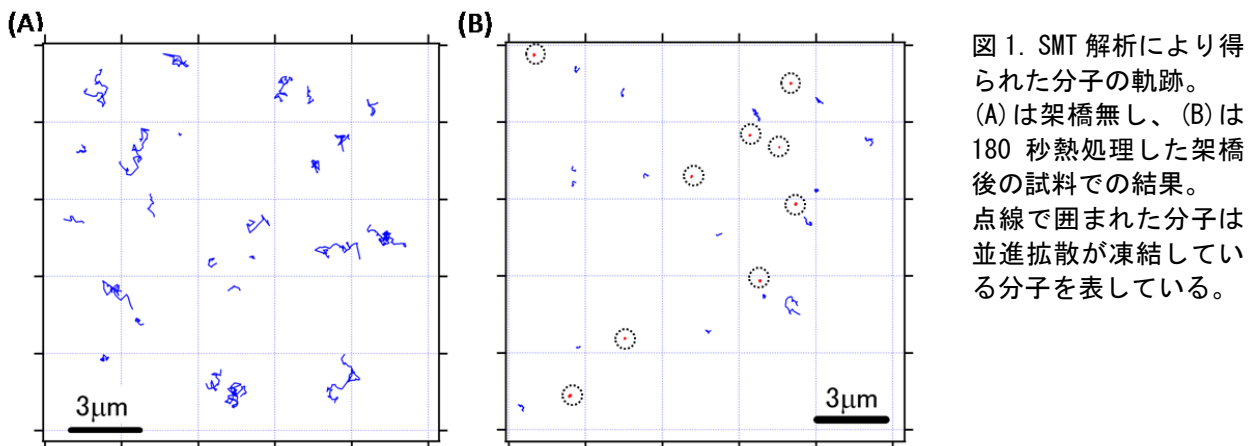 (A)
(B)
3μm
3μm
図 1. SMT 解析により得
られた分子の軌跡。
(A)は架橋無し、(B)は
180 秒熱処理した架橋
後の試料での結果。
点線で囲まれた分子は
並進拡散が凍結してい
る分子を表している。